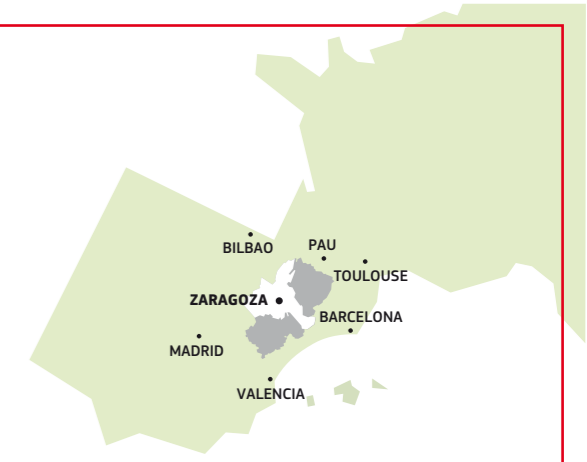 BILBAO
PAU
TOULOUSE
ZARAGOZA
BARCELONA
MADRID
VALENCIA